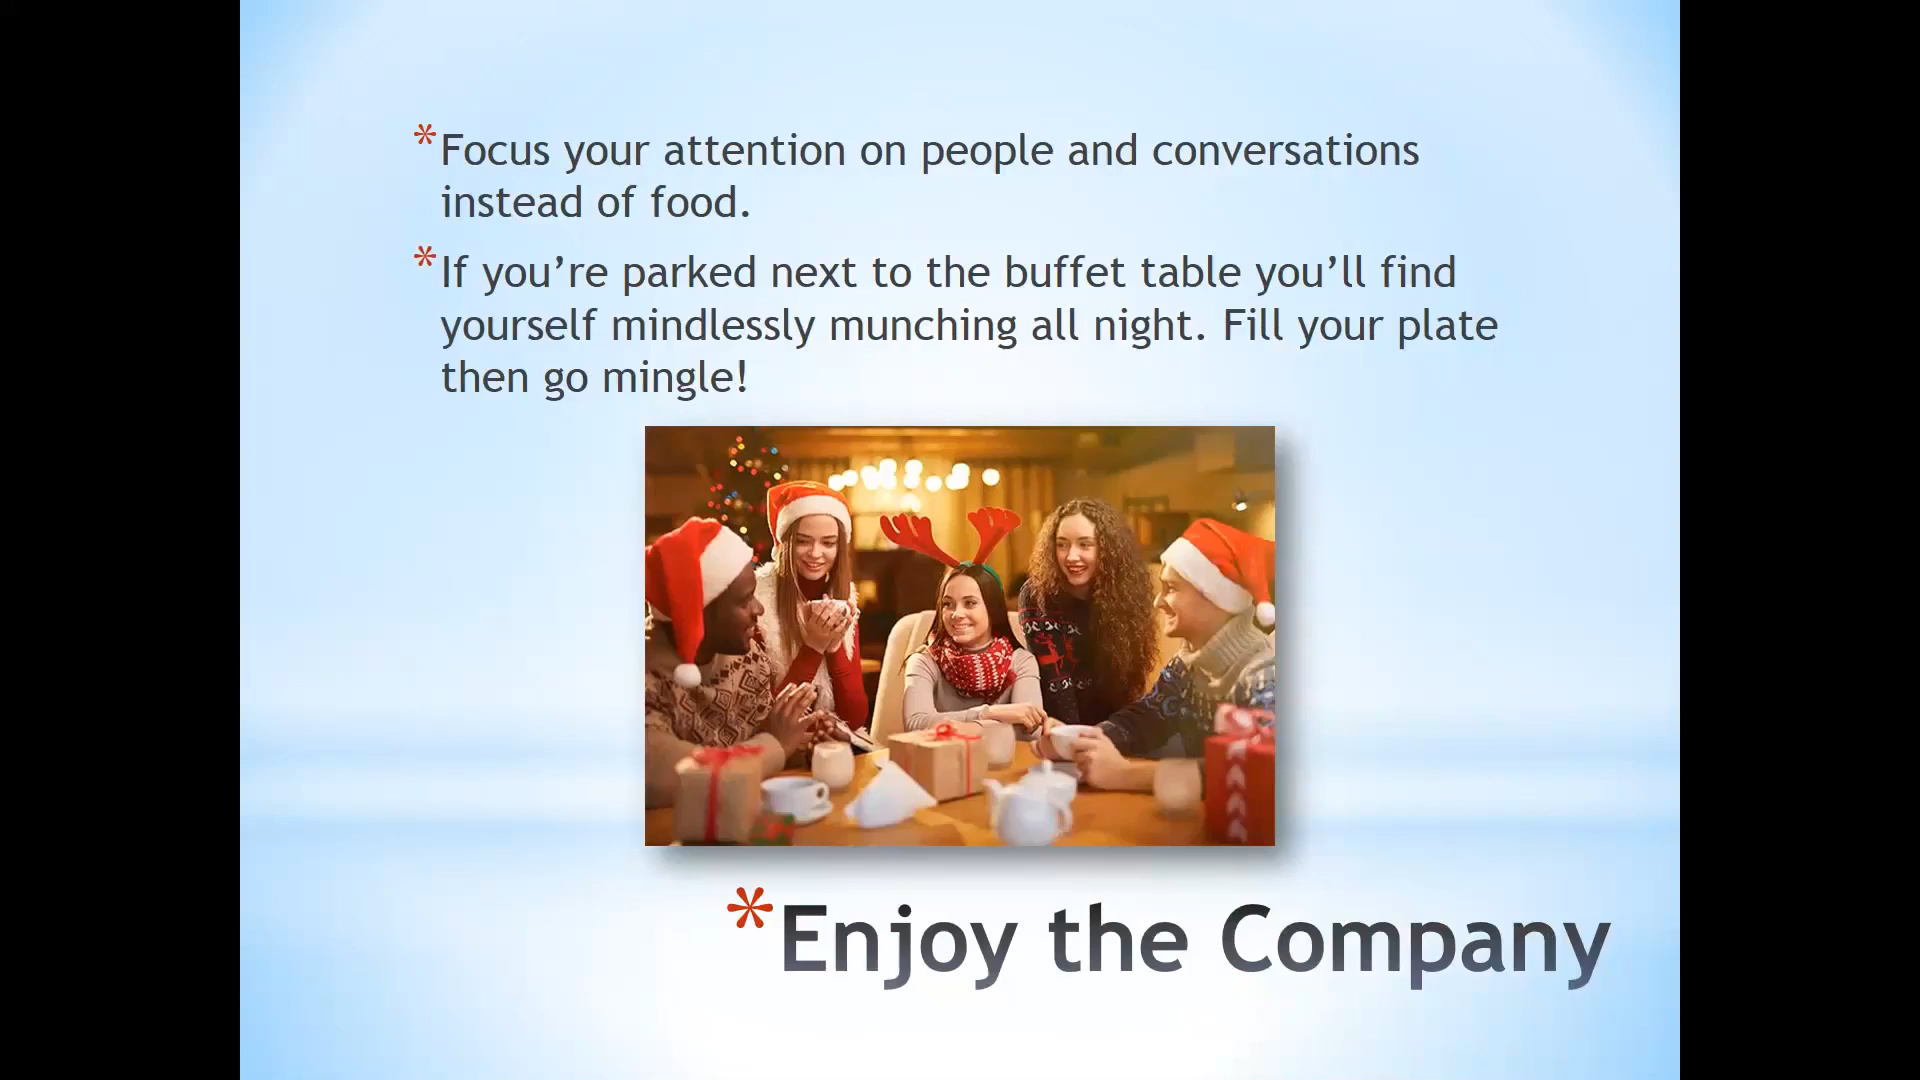 *Focus your attention on people and conversations
instead of food.
*If you’re parked next to the buffet table you’ll find
yourself mindlessly munching all night. Fill your plate
then go mingle!
*Enjoy the Company